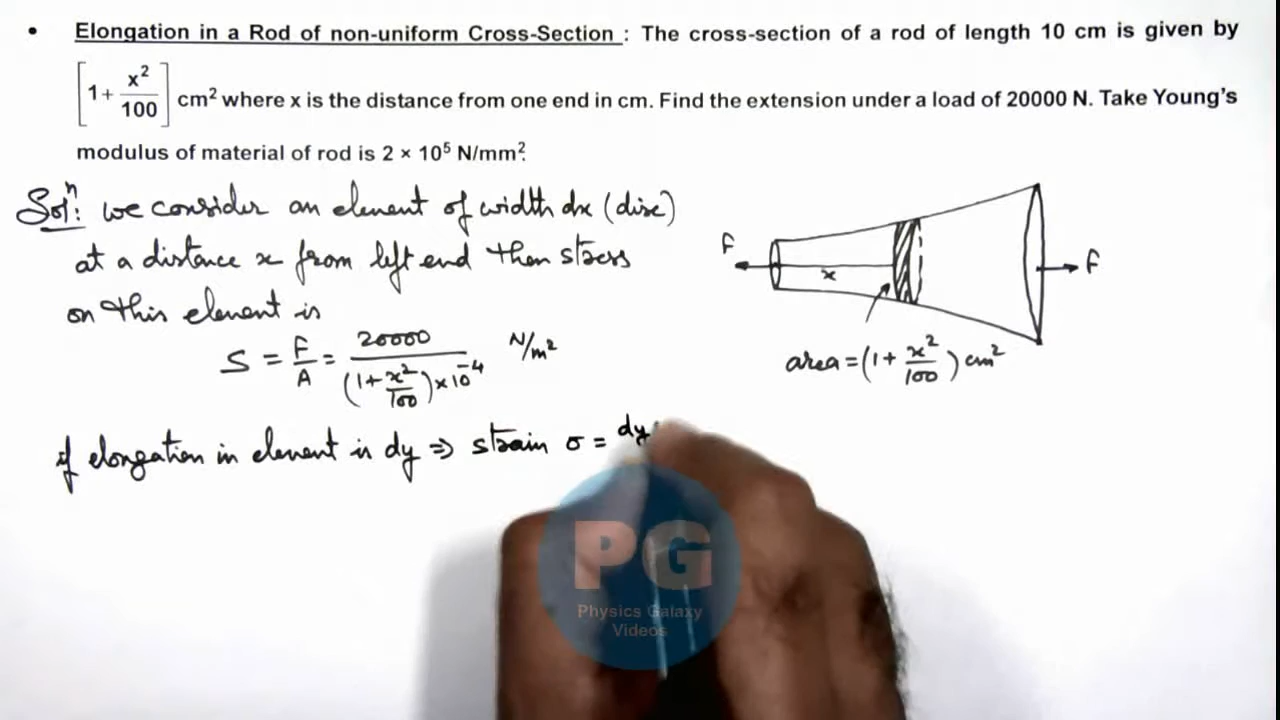 • Elongation in a Rod of non-uniform Cross-Section : The cross-section of a rod of length 10 cm is given by
[1 + x²/100] cm² where x is the distance from one end in cm. Find the extension under a load of 20000 N. Take Young's
modulus of material of rod is 2 × 10⁵ N/mm².
Solⁿ: we consider an element of width dx (disc)
at a distance x from left end then stress
on this element is
S = F/A = 20000/((1+x²/100)×10⁻⁴) N/m²
if elongation in element is dy ⇒ strain σ = dy
F
x
F
area = (1+x²/100) cm²
PG
Physics Galaxy
Videos